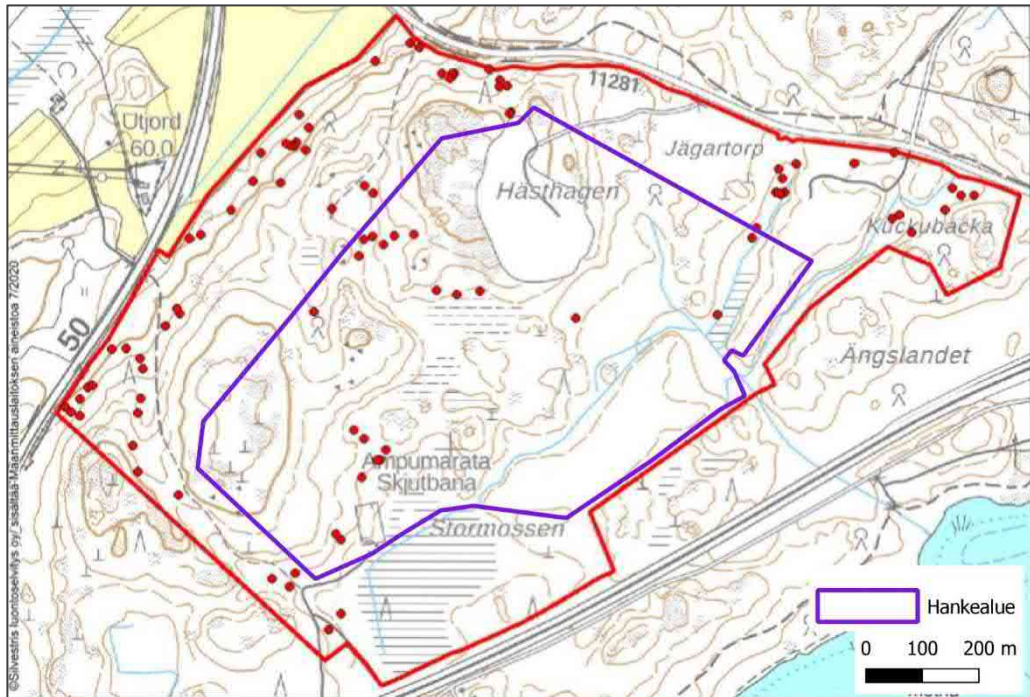 11281
Utjord
60.0
Jägartorp
Hästhagen
Kuckubacka
50
Ängslandet
Ampumarata
Skjutbana
Stormossen
Hankealue
0 100 200 m
©Silvestris luontoselvitys oy/ sisältää Maanmittauslaitoksen aineistoa 7/2020